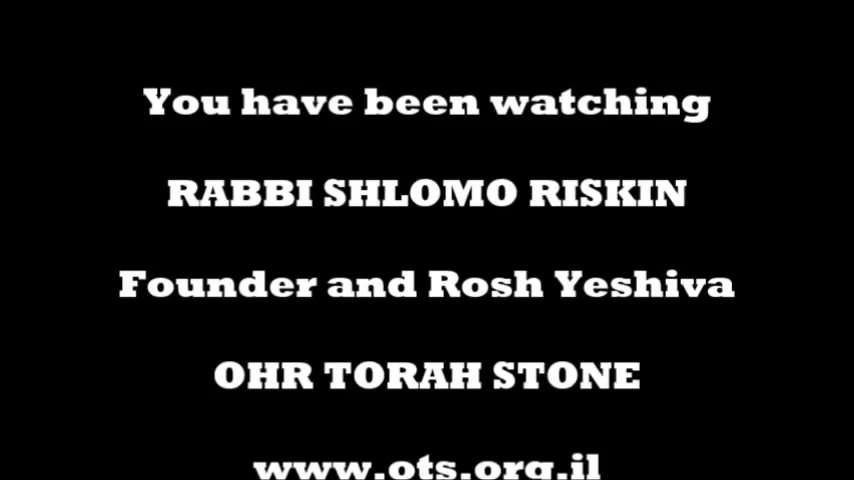 You have been watching
RABBI SHLOMO RISKIN
Founder and Rosh Yeshiva
OHR TORAH STONE
www.ots.org.il